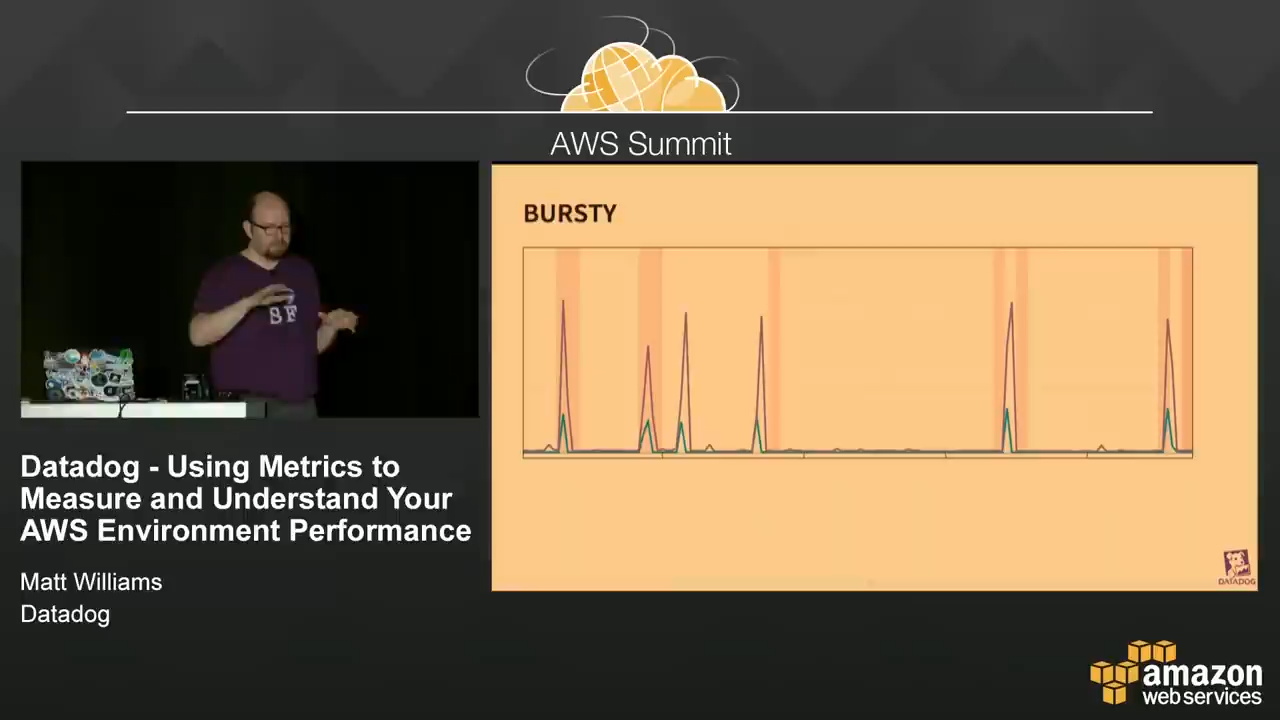 AWS Summit
BURSTY
SF
DATADOG
Datadog - Using Metrics to
Measure and Understand Your
AWS Environment Performance
Matt Williams
Datadog
amazon
web services